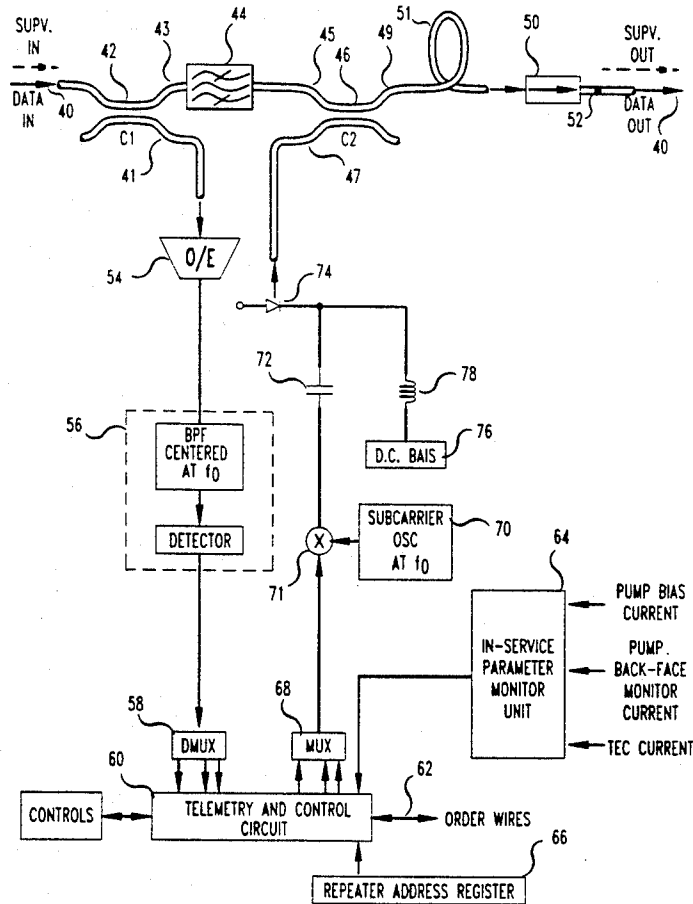 SUPV.
IN
DATA
IN
40
42
43
44
45
46
49
51
50
SUPV.
OUT
52
DATA
OUT
40
C1
41
C2
47
O/E
54
74
72
78
56
BPF
CENTERED
AT f0
D.C. BAIS
76
DETECTOR
X
71
SUBCARRIER
OSC
AT f0
70
64
IN-SERVICE
PARAMETER
MONITOR
UNIT
PUMP BIAS
CURRENT
PUMP.
BACK-FACE
MONITOR
CURRENT
TEC CURRENT
58
DMUX
68
MUX
60
CONTROLS
TELEMETRY AND CONTROL
CIRCUIT
62
ORDER WIRES
66
REPEATER ADDRESS REGISTER